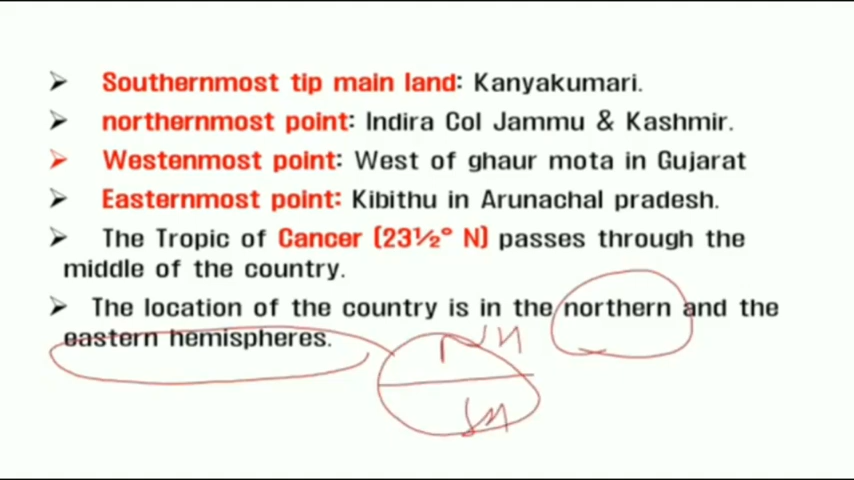 ➢ Southernmost tip main land: Kanyakumari.
➢ northernmost point: Indira Col Jammu & Kashmir.
➢ Westenmost point: West of ghaur mota in Gujarat
➢ Easternmost point: Kibithu in Arunachal pradesh.
➢ The Tropic of Cancer (23½° N) passes through the
middle of the country.
➢ The location of the country is in the northern and the
eastern hemispheres.